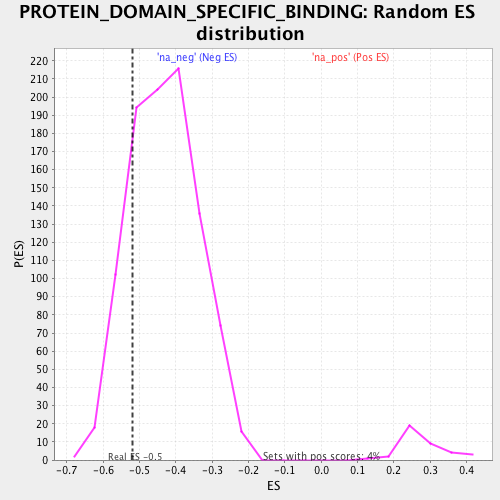 PROTEIN_DOMAIN_SPECIFIC_BINDING: Random ES
distribution
'na_neg' (Neg ES)
'na_pos' (Pos ES)
220
210
200
190
180
170
160
150
140
130
120
110
100
90
80
70
60
50
40
30
20
10
0
P(ES)
Real ES -0.5
Sets with pos scores: 4%
-0.7 -0.6 -0.5 -0.4 -0.3 -0.2 -0.1 0.0 0.1 0.2 0.3 0.4
ES